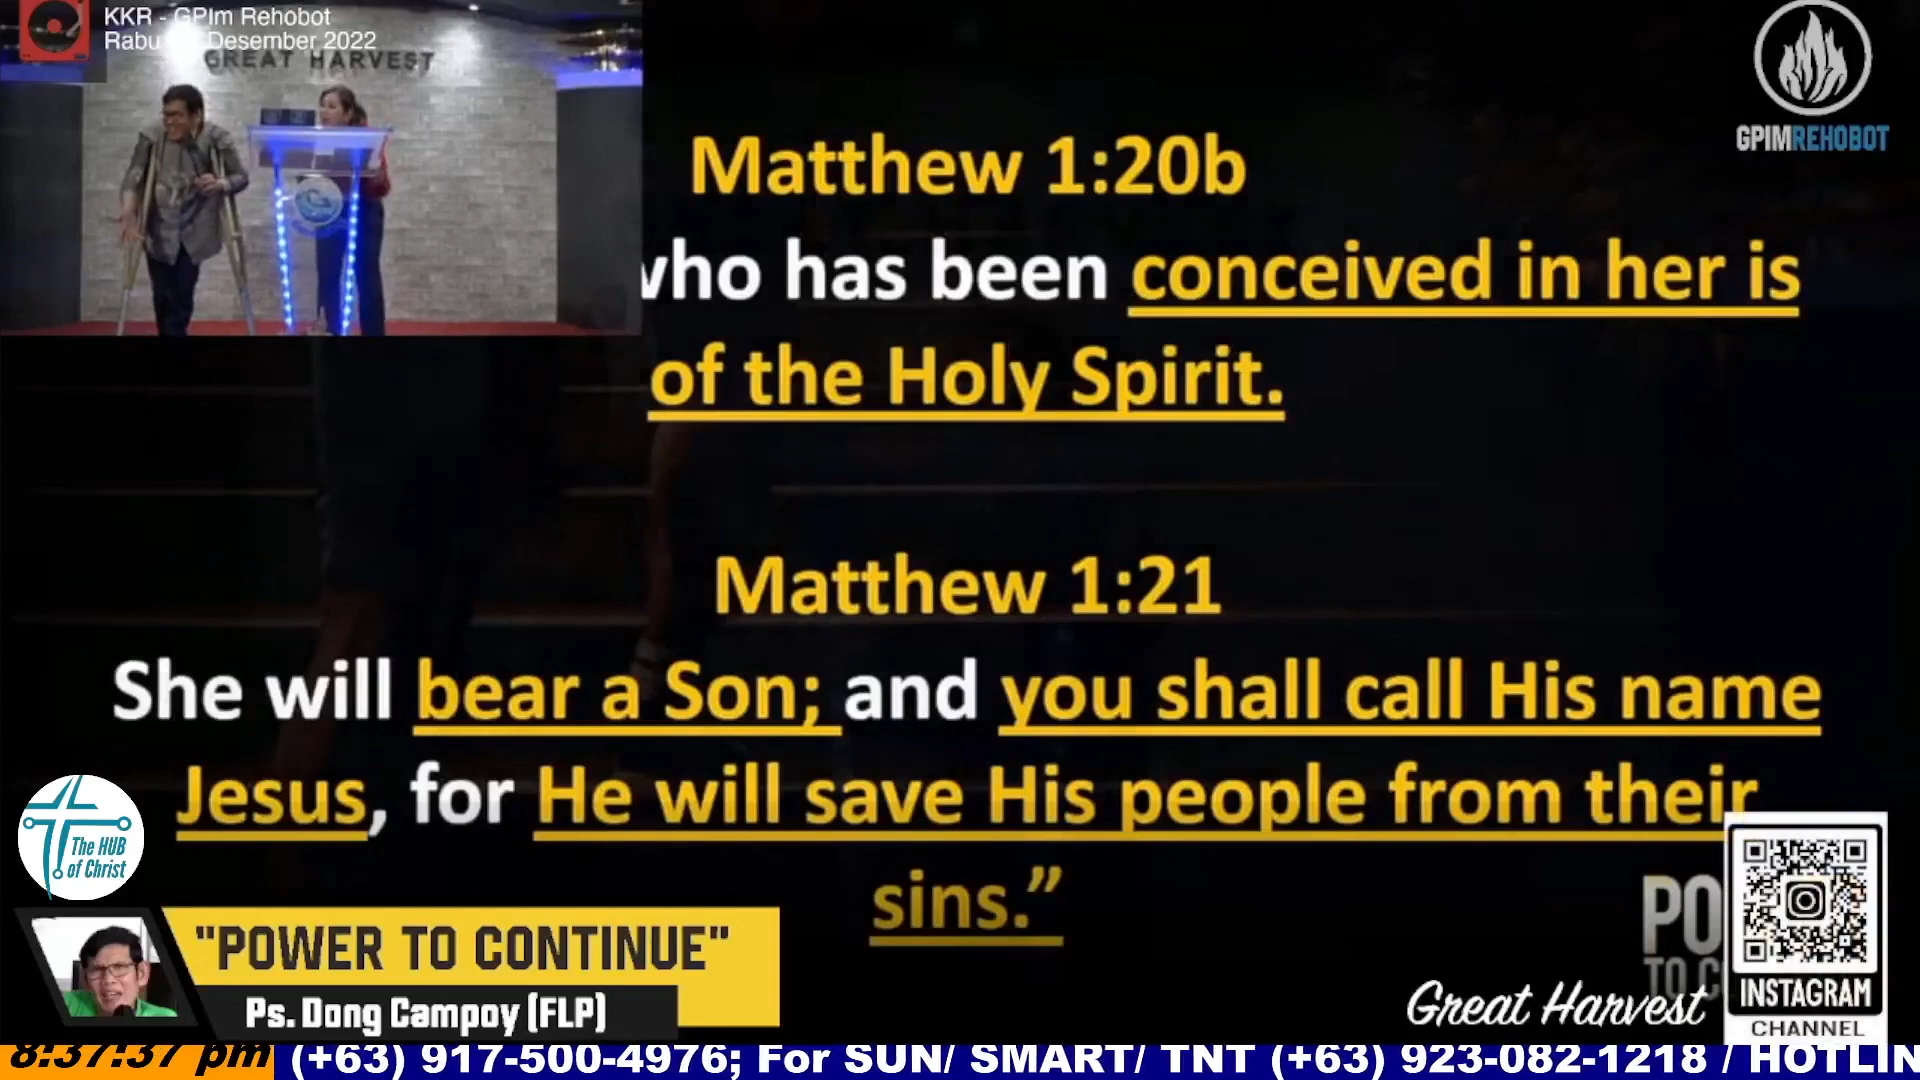 KKR - GPIm Rehobot
Rabu Desember 2022
GREAT HARVEST
GPIMREHOBOT
Matthew 1:20b
who has been conceived in her is
of the Holy Spirit.
Matthew 1:21
She will bear a Son; and you shall call His name
Jesus, for He will save His people from their
sins.”
The HUB
of Christ
"POWER TO CONTINUE"
Ps. Dong Campoy (FLP)
PO
TO C
Great Harvest
INSTAGRAM
CHANNEL
8:37:37 pm (+63) 917-500-4976; For SUN/ SMART/ TNT (+63) 923-082-1218 / HOTLIN